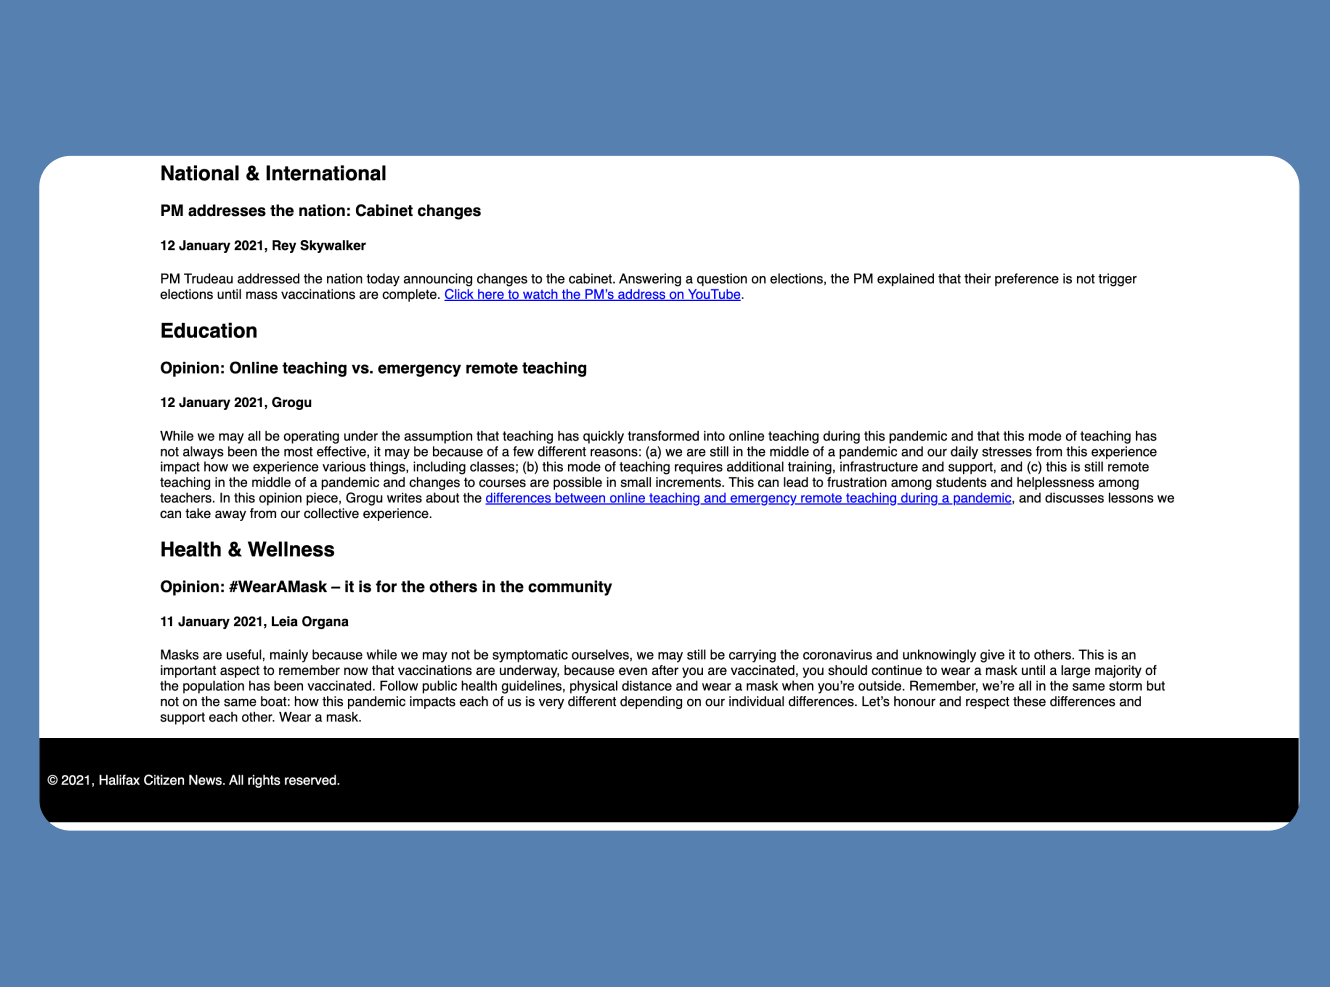 National & International
PM addresses the nation: Cabinet changes
12 January 2021, Rey Skywalker
PM Trudeau addressed the nation today announcing changes to the cabinet. Answering a question on elections, the PM explained that their preference is not trigger
elections until mass vaccinations are complete. Click here to watch the PM’s address on YouTube.
Education
Opinion: Online teaching vs. emergency remote teaching
12 January 2021, Grogu
While we may all be operating under the assumption that teaching has quickly transformed into online teaching during this pandemic and that this mode of teaching has
not always been the most effective, it may be because of a few different reasons: (a) we are still in the middle of a pandemic and our daily stresses from this experience
impact how we experience various things, including classes; (b) this mode of teaching requires additional training, infrastructure and support, and (c) this is still remote
teaching in the middle of a pandemic and changes to courses are possible in small increments. This can lead to frustration among students and helplessness among
teachers. In this opinion piece, Grogu writes about the differences between online teaching and emergency remote teaching during a pandemic, and discusses lessons we
can take away from our collective experience.
Health & Wellness
Opinion: #WearAMask – it is for the others in the community
11 January 2021, Leia Organa
Masks are useful, mainly because while we may not be symptomatic ourselves, we may still be carrying the coronavirus and unknowingly give it to others. This is an
important aspect to remember now that vaccinations are underway, because even after you are vaccinated, you should continue to wear a mask until a large majority of
the population has been vaccinated. Follow public health guidelines, physical distance and wear a mask when you’re outside. Remember, we’re all in the same storm but
not on the same boat: how this pandemic impacts each of us is very different depending on our individual differences. Let’s honour and respect these differences and
support each other. Wear a mask.
© 2021, Halifax Citizen News. All rights reserved.